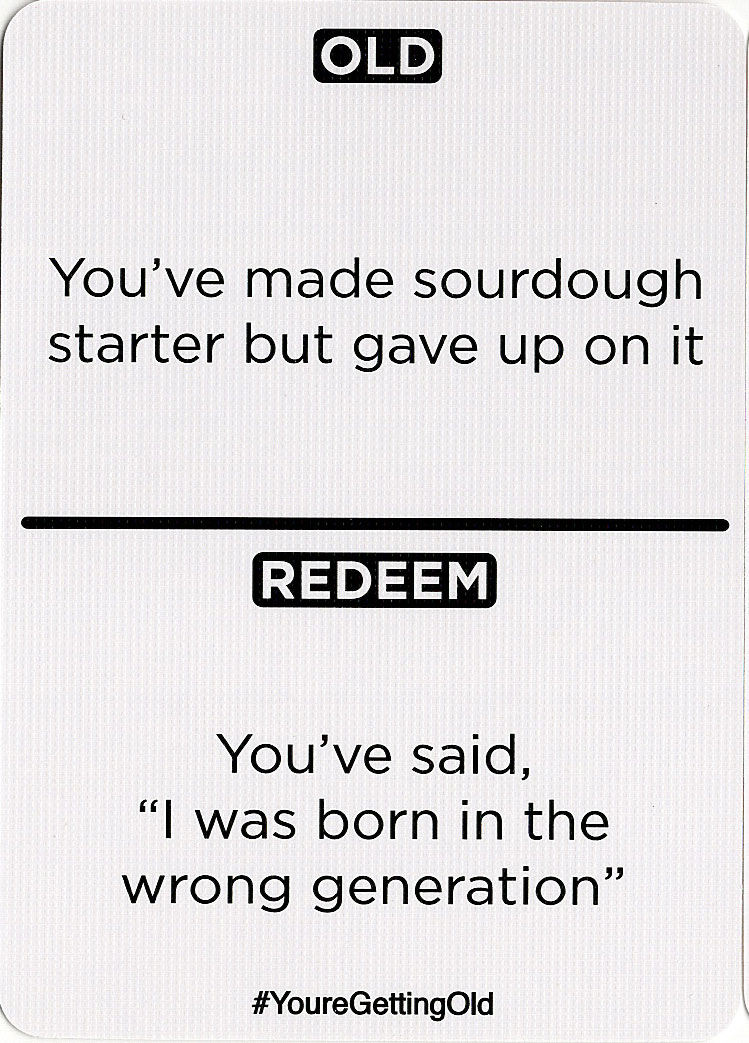 OLD
You’ve made sourdough
starter but gave up on it
REDEEM
You’ve said,
“I was born in the
wrong generation”
#YoureGettingOld